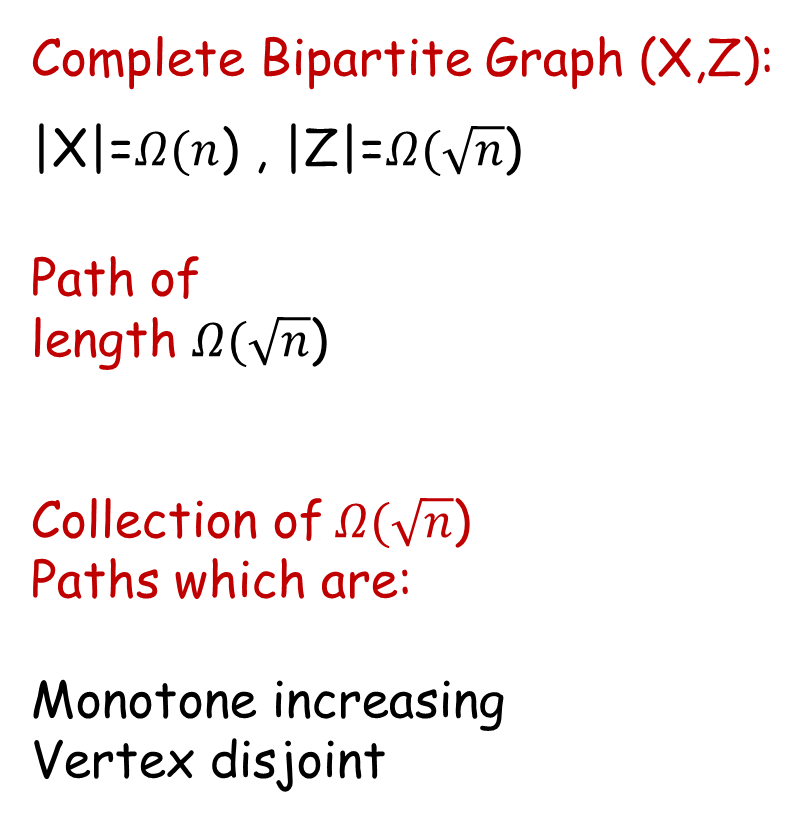 Complete Bipartite Graph (X,Z):
|X|=Ω(n) , |Z|=Ω(√n)
Path of
length Ω(√n)
Collection of Ω(√n)
Paths which are:
Monotone increasing
Vertex disjoint